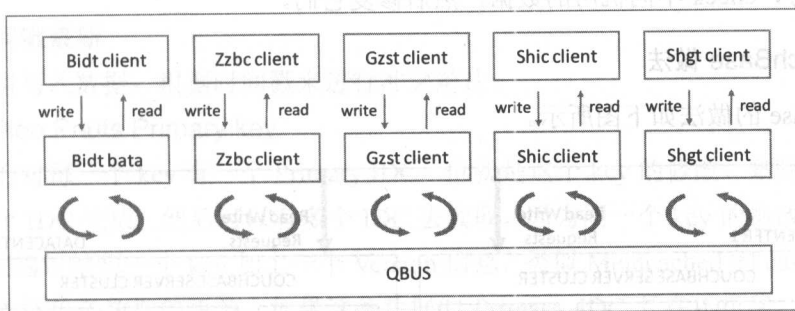 Bidt client Zzbc client Gzst client Shic client Shgt client
write read write read write read write read write read
Bidt bata Zzbc client Gzst client Shic client Shgt client
QBUS